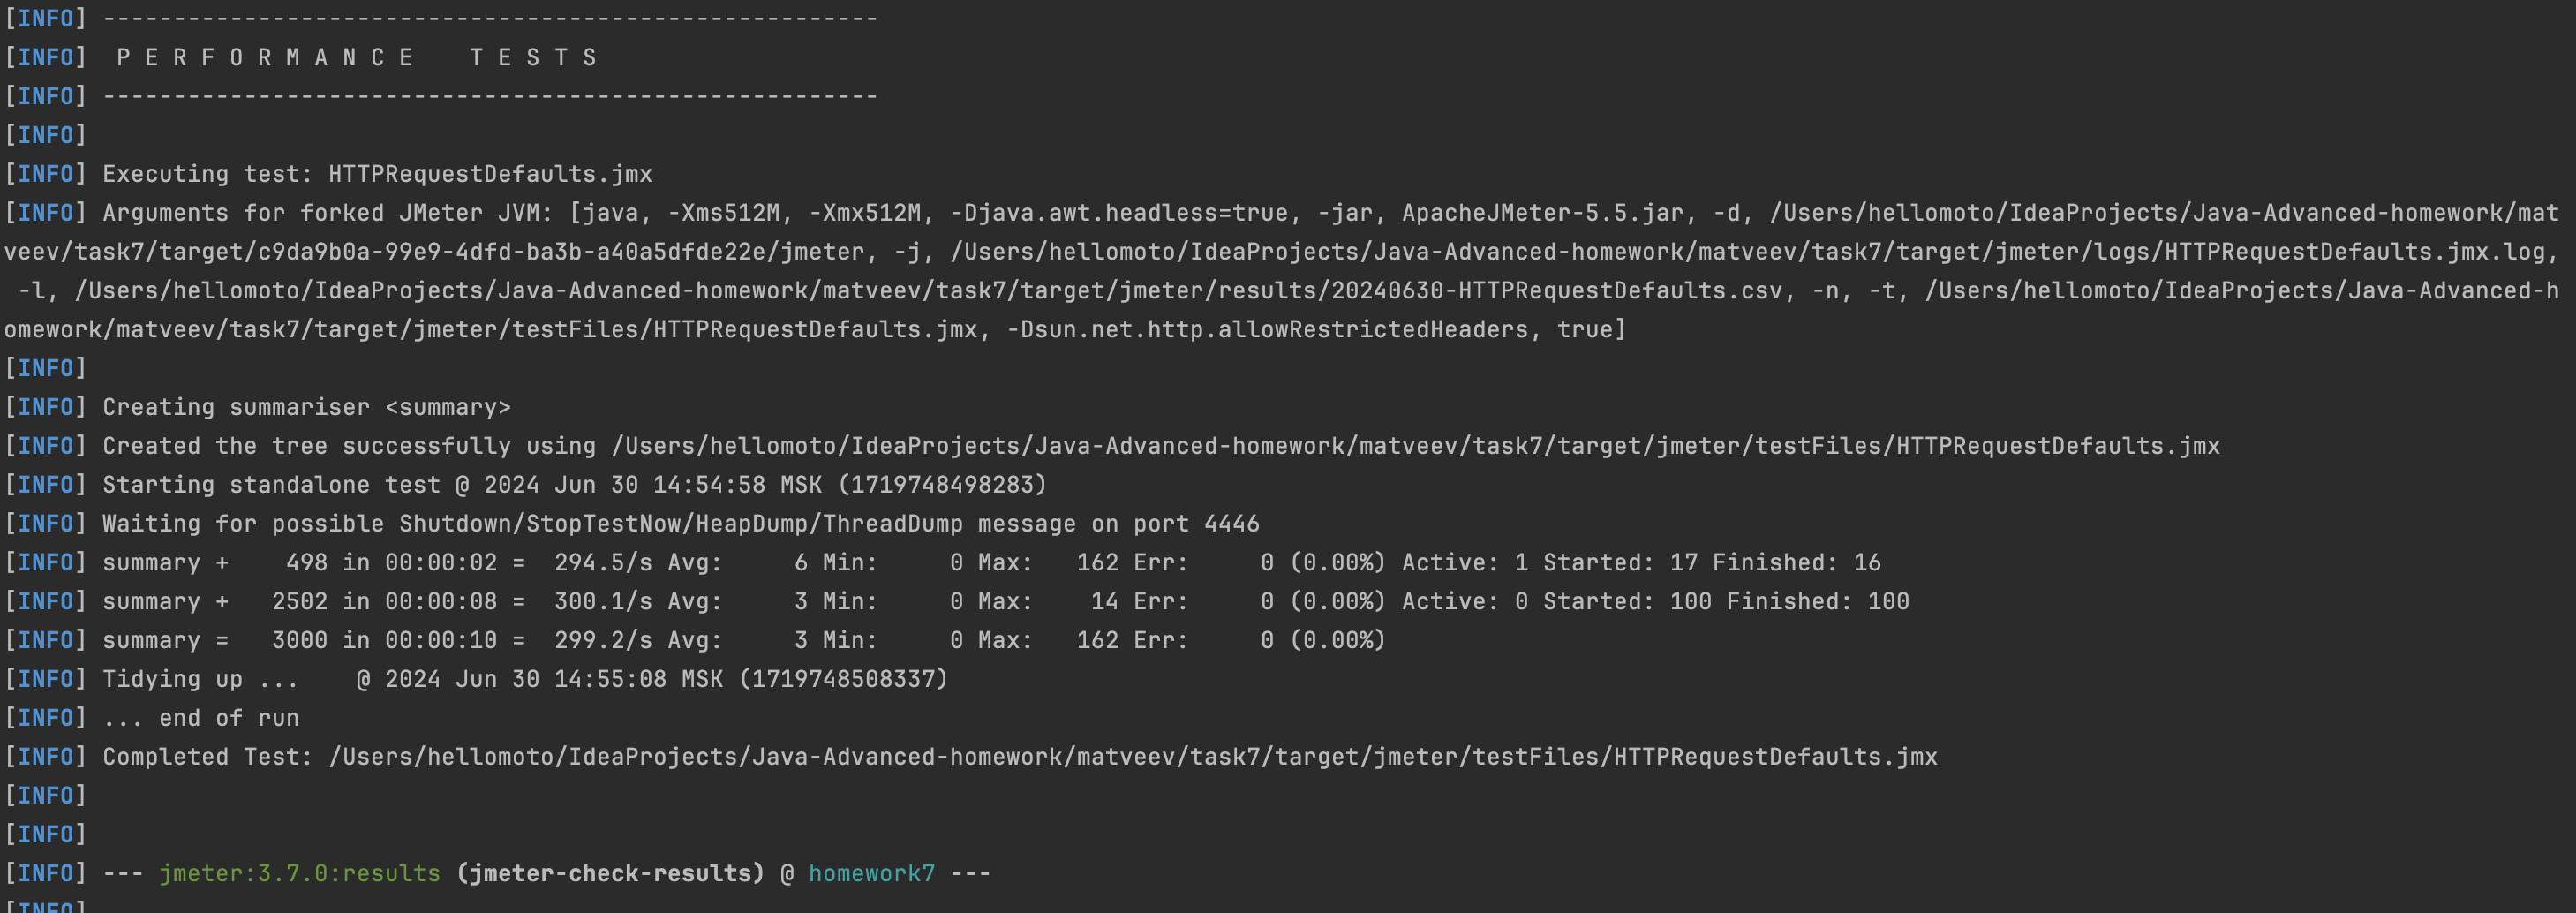 [INFO] -------------------------------------------------------
[INFO]  P E R F O R M A N C E    T E S T S
[INFO] -------------------------------------------------------
[INFO]
[INFO] Executing test: HTTPRequestDefaults.jmx
[INFO] Arguments for forked JMeter JVM: [java, -Xms512M, -Xmx512M, -Djava.awt.headless=true, -jar, ApacheJMeter-5.5.jar, -d, /Users/hellomoto/IdeaProjects/Java-Advanced-homework/mat
veev/task7/target/c9da9b0a-99e9-4dfd-ba3b-a40a5dfde22e/jmeter, -j, /Users/hellomoto/IdeaProjects/Java-Advanced-homework/matveev/task7/target/jmeter/logs/HTTPRequestDefaults.jmx.log,
 -l, /Users/hellomoto/IdeaProjects/Java-Advanced-homework/matveev/task7/target/jmeter/results/20240630-HTTPRequestDefaults.csv, -n, -t, /Users/hellomoto/IdeaProjects/Java-Advanced-h
omework/matveev/task7/target/jmeter/testFiles/HTTPRequestDefaults.jmx, -Dsun.net.http.allowRestrictedHeaders, true]
[INFO]
[INFO] Creating summariser <summary>
[INFO] Created the tree successfully using /Users/hellomoto/IdeaProjects/Java-Advanced-homework/matveev/task7/target/jmeter/testFiles/HTTPRequestDefaults.jmx
[INFO] Starting standalone test @ 2024 Jun 30 14:54:58 MSK (1719748498283)
[INFO] Waiting for possible Shutdown/StopTestNow/HeapDump/ThreadDump message on port 4446
[INFO] summary +    498 in 00:00:02 =  294.5/s Avg:     6 Min:     0 Max:   162 Err:     0 (0.00%) Active: 1 Started: 17 Finished: 16
[INFO] summary +   2502 in 00:00:08 =  300.1/s Avg:     3 Min:     0 Max:    14 Err:     0 (0.00%) Active: 0 Started: 100 Finished: 100
[INFO] summary =   3000 in 00:00:10 =  299.2/s Avg:     3 Min:     0 Max:   162 Err:     0 (0.00%)
[INFO] Tidying up ...    @ 2024 Jun 30 14:55:08 MSK (1719748508337)
[INFO] ... end of run
[INFO] Completed Test: /Users/hellomoto/IdeaProjects/Java-Advanced-homework/matveev/task7/target/jmeter/testFiles/HTTPRequestDefaults.jmx
[INFO]
[INFO]
[INFO] --- jmeter:3.7.0:results (jmeter-check-results) @ homework7 ---
[INFO]